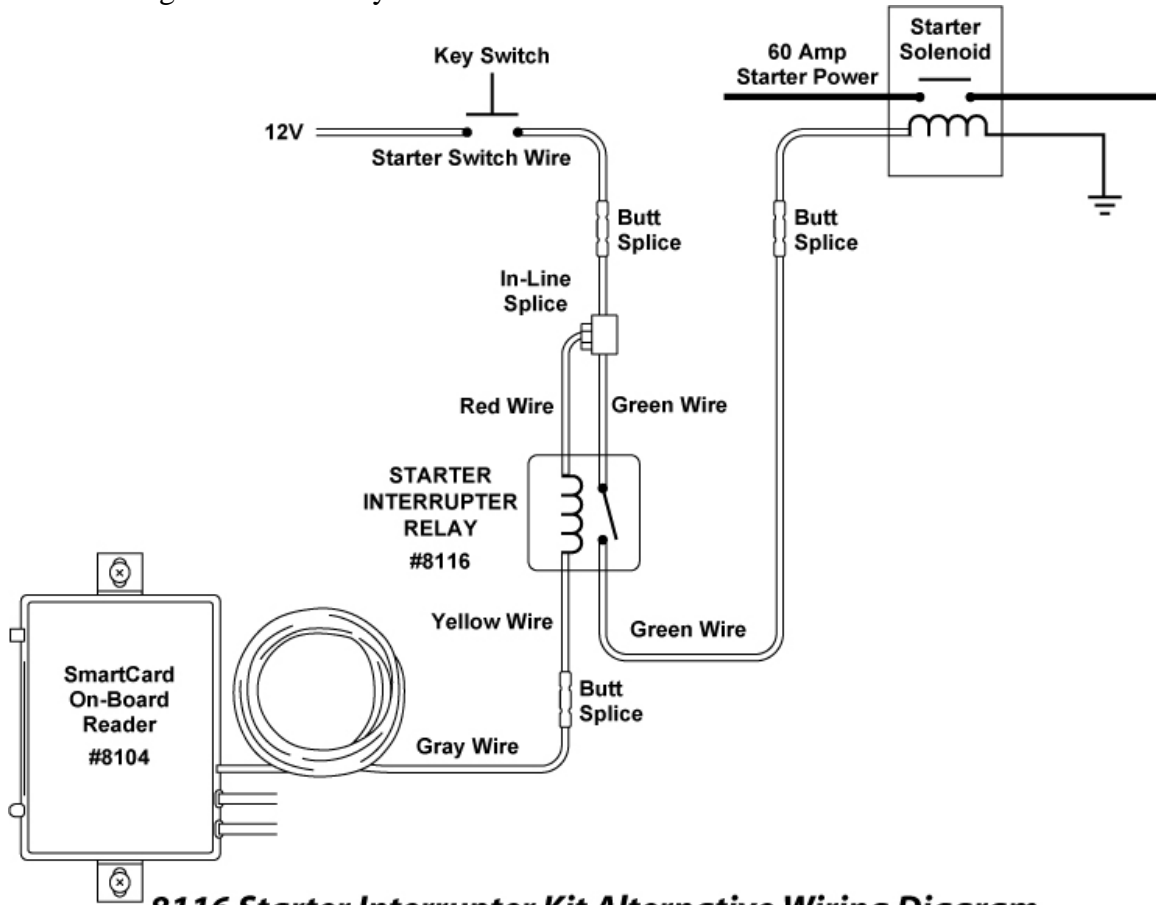 Starter
Solenoid
60 Amp
Starter Power
Key Switch
12V
Starter Switch Wire
Butt
Splice
Butt
Splice
In-Line
Splice
Red Wire
Green Wire
STARTER
INTERRUPTER
RELAY
#8116
Yellow Wire
Green Wire
SmartCard
On-Board
Reader
#8104
Butt
Splice
Gray Wire
8116 Starter Interrupter Kit Alternative Wiring Diagram